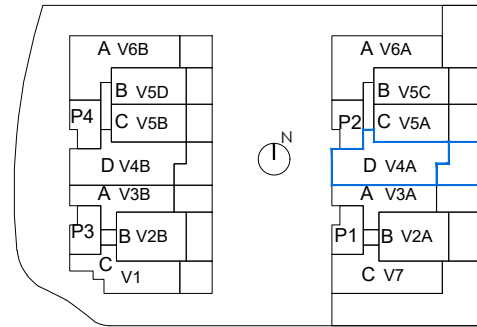 A V6B
B V5D
P4
C V5B
D V4B
A V3B
P3
B V2B
C
V1
N
A V6A
B V5C
P2
C V5A
D V4A
A V3A
P1
B V2A
C V7